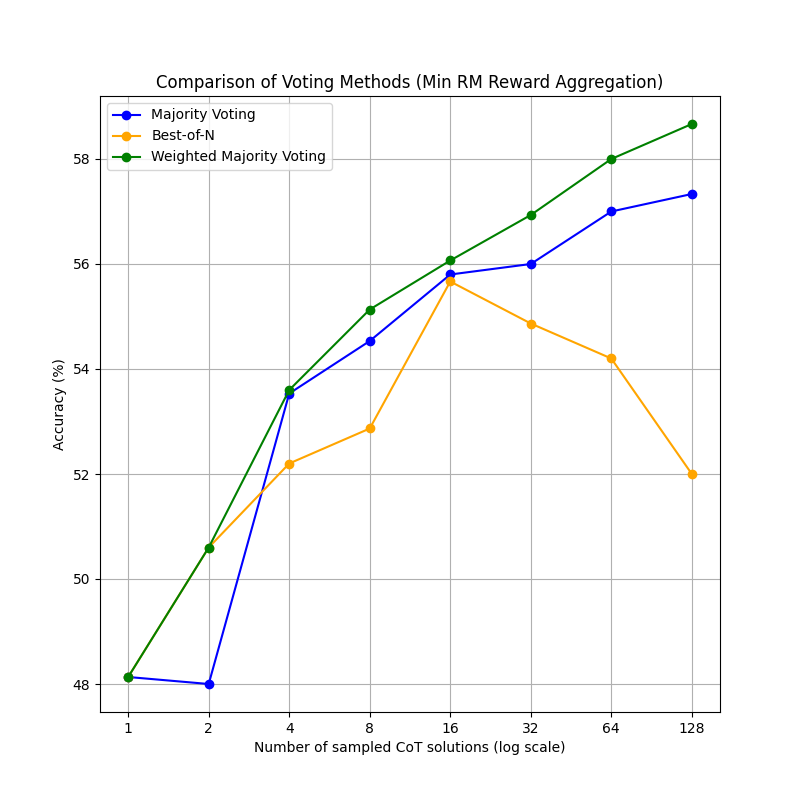 Comparison of Voting Methods (Min RM Reward Aggregation)
Majority Voting
Best-of-N
Weighted Majority Voting
58
56
54
52
50
48
Accuracy (%)
1 2 4 8 16 32 64 128
Number of sampled CoT solutions (log scale)